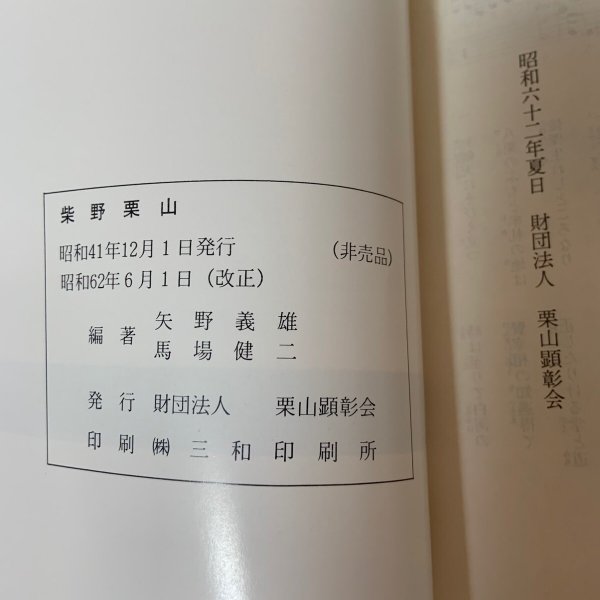 柴野栗山
昭和41年12月1日発行 (非売品)
昭和62年6月1日(改正)
編著 矢野義雄
馬場健二
発行 財団法人 栗山顕彰会
印刷 ㈱三和印刷所
昭和六十二年夏日 財団法人 栗山顕彰会